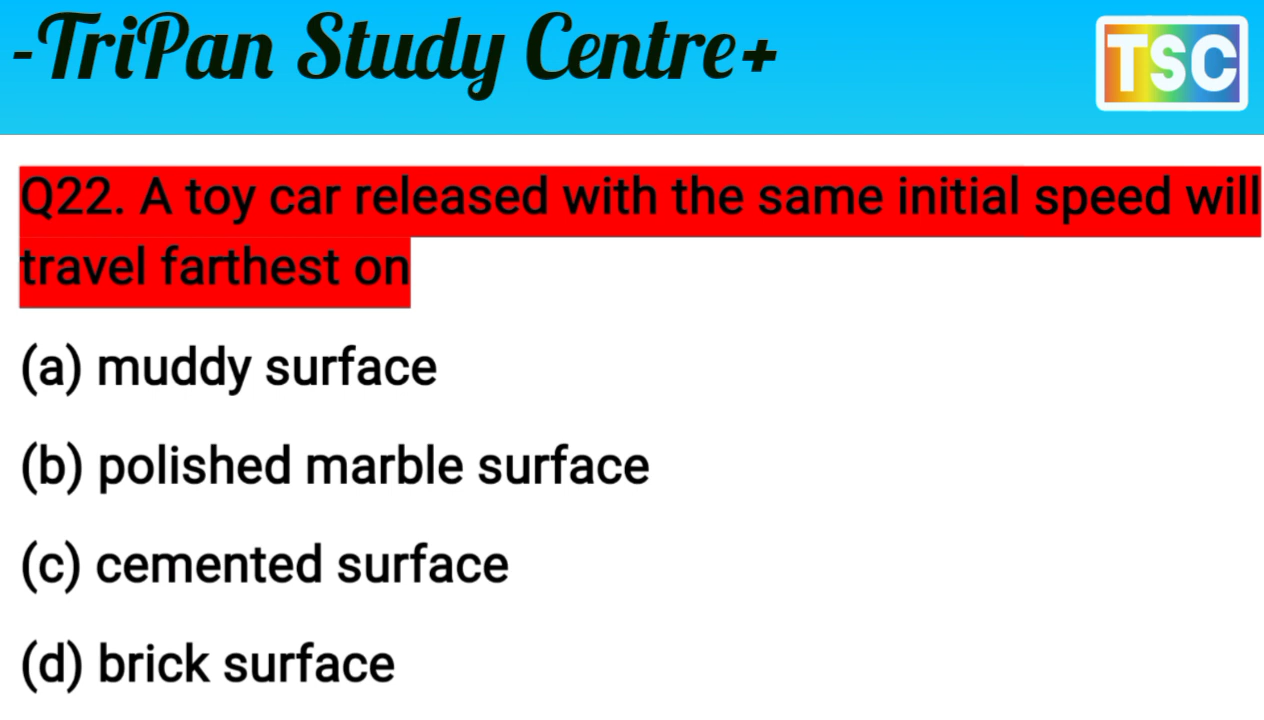 -TriPan Study Centre+
TSC
Q22. A toy car released with the same initial speed will
travel farthest on
(a) muddy surface
(b) polished marble surface
(c) cemented surface
(d) brick surface